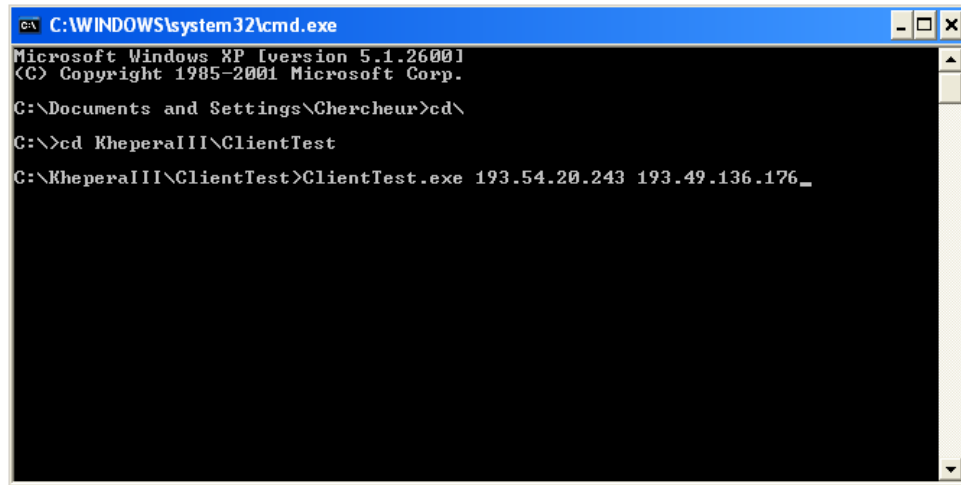 C:\WINDOWS\system32\cmd.exe
Microsoft Windows XP [version 5.1.2600]
(C) Copyright 1985-2001 Microsoft Corp.
C:\Documents and Settings\Chercheur>cd\
C:\>cd KheperaIII\ClientTest
C:\KheperaIII\ClientTest>ClientTest.exe 193.54.20.243 193.49.136.176_